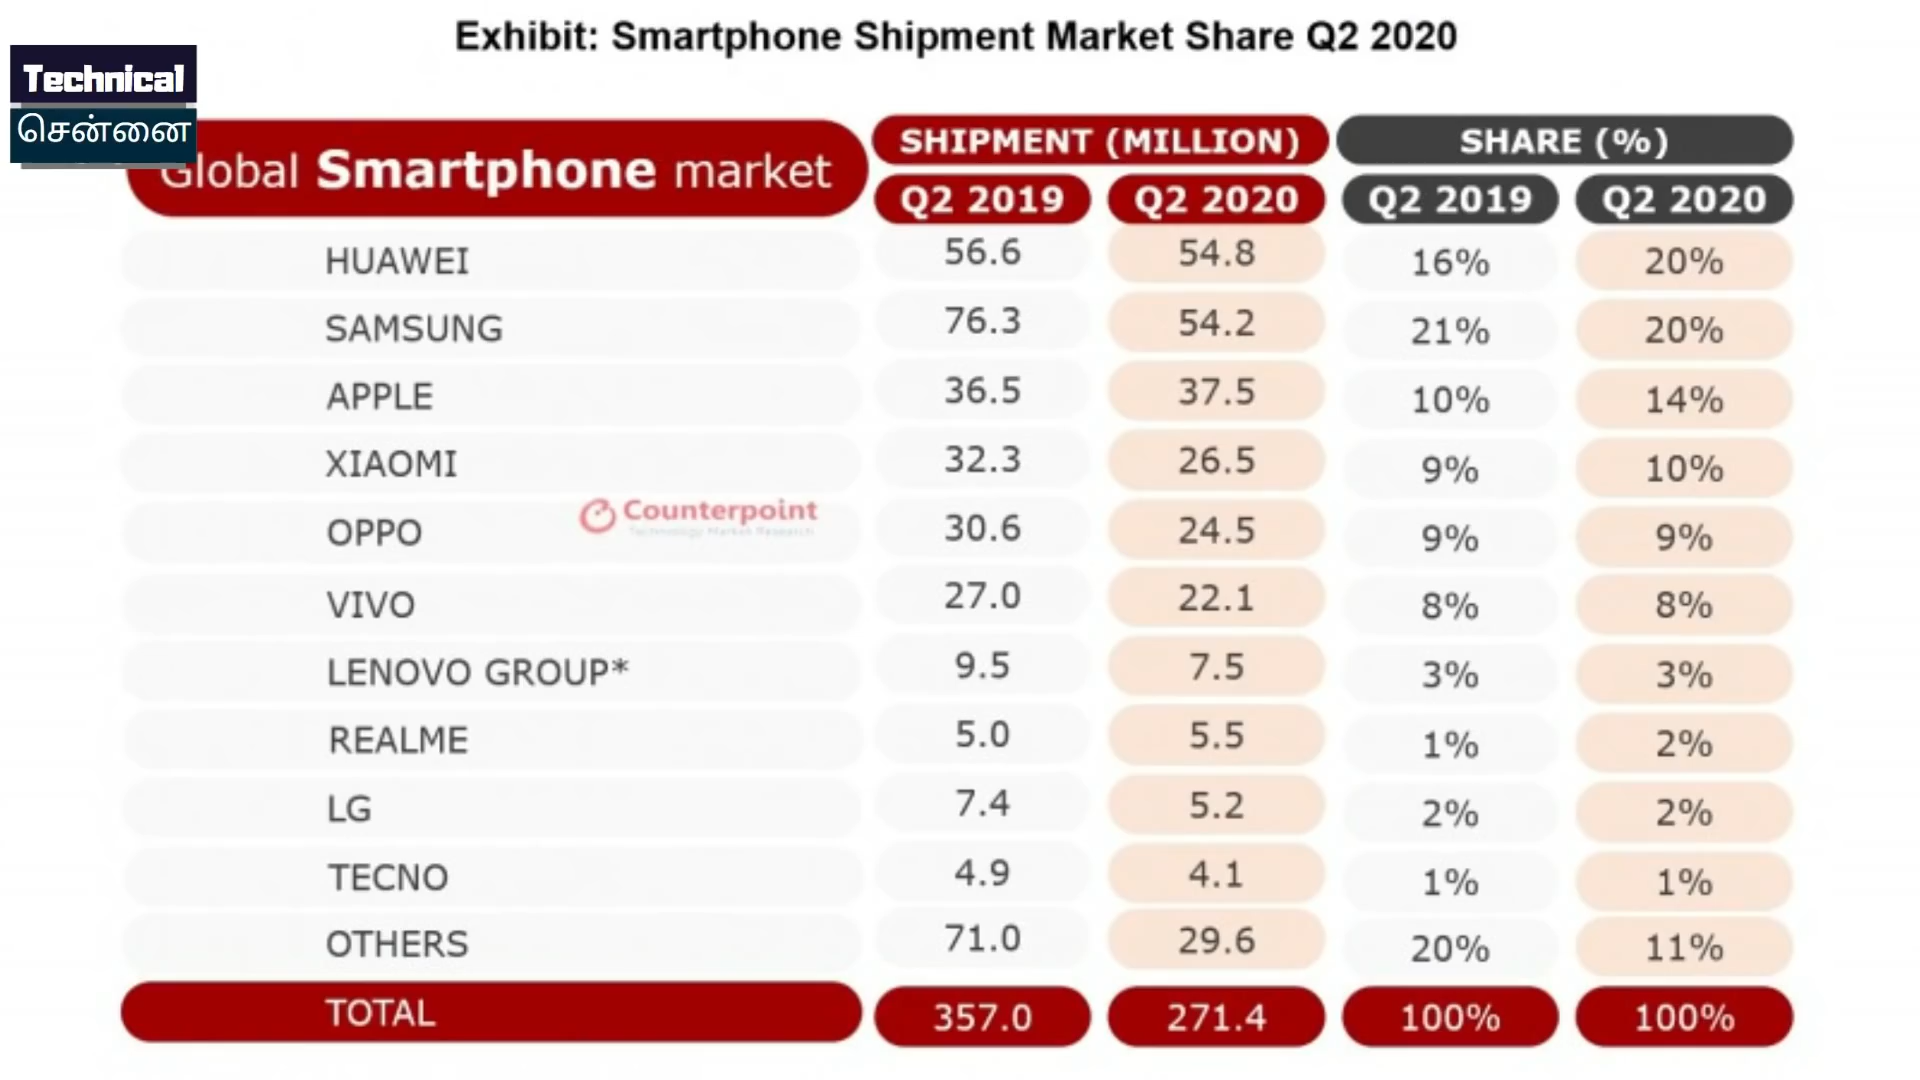 Exhibit: Smartphone Shipment Market Share Q2 2020
Technical
சென்னை
Global Smartphone market
SHIPMENT (MILLION) SHARE (%)
Q2 2019 Q2 2020 Q2 2019 Q2 2020
HUAWEI 56.6 54.8 16% 20%
SAMSUNG 76.3 54.2 21% 20%
APPLE 36.5 37.5 10% 14%
XIAOMI 32.3 26.5 9% 10%
Counterpoint
Technology Market Research
OPPO 30.6 24.5 9% 9%
VIVO 27.0 22.1 8% 8%
LENOVO GROUP* 9.5 7.5 3% 3%
REALME 5.0 5.5 1% 2%
LG 7.4 5.2 2% 2%
TECNO 4.9 4.1 1% 1%
OTHERS 71.0 29.6 20% 11%
TOTAL 357.0 271.4 100% 100%